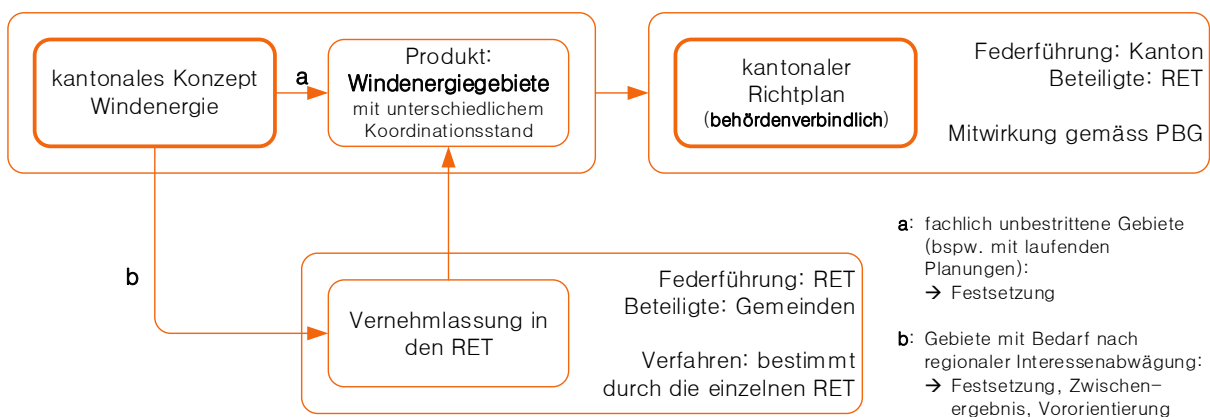 kantonales Konzept
Windenergie
a
Produkt:
Windenergiegebiete
mit unterschiedlichem
Koordinationsstand
kantonaler
Richtplan
(behördenverbindlich)
Federführung: Kanton
Beteiligte: RET
Mitwirkung gemäss PBG
b
Vernehmlassung in
den RET
Federführung: RET
Beteiligte: Gemeinden
Verfahren: bestimmt
durch die einzelnen RET
a: fachlich unbestrittene Gebiete
(bspw. mit laufenden
Planungen):
→ Festsetzung
b: Gebiete mit Bedarf nach
regionaler Interessenabwägung:
→ Festsetzung, Zwischen-
ergebnis, Vororientierung